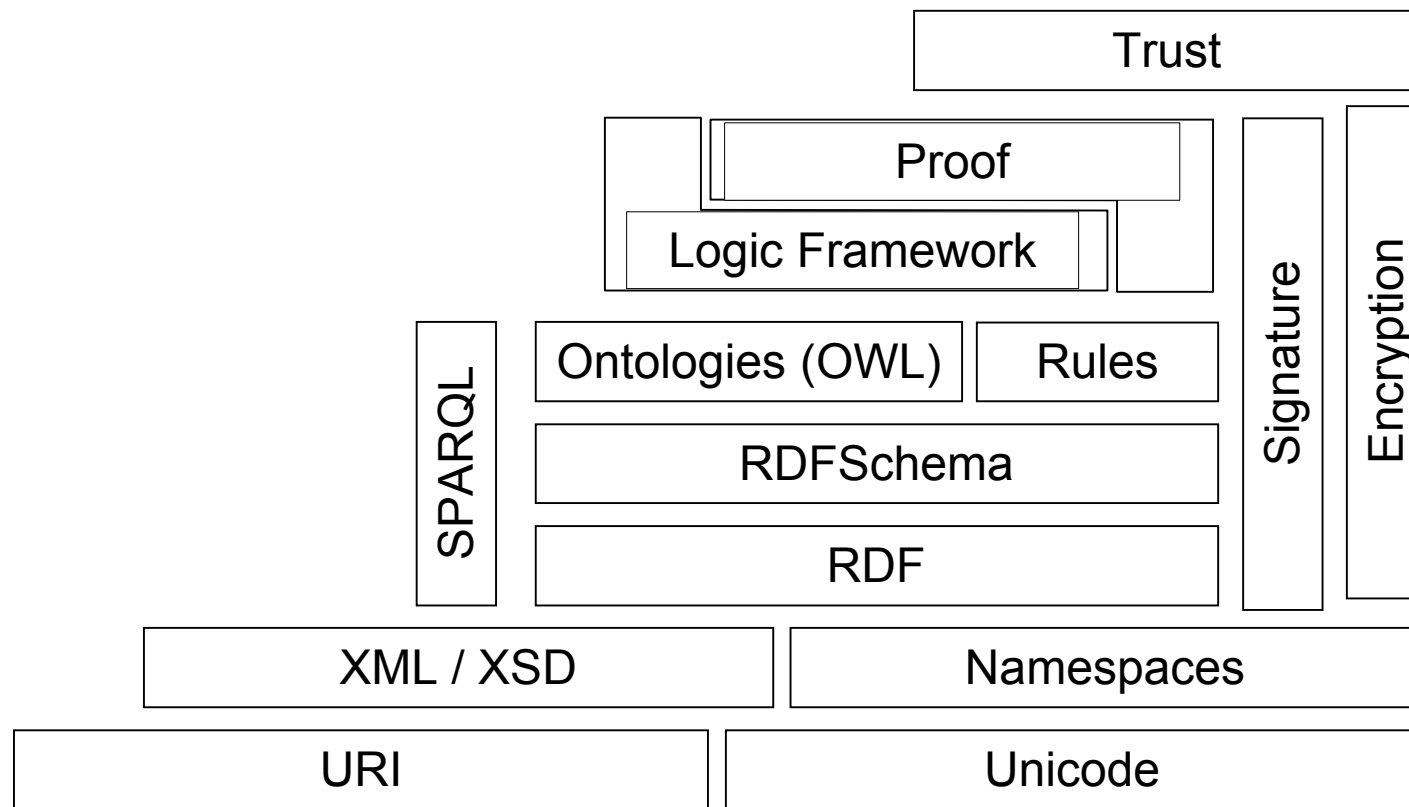 Trust
Proof
Logic Framework
Signature
Encryption
SPARQL
Ontologies (OWL)
Rules
RDFSchema
RDF
XML / XSD
Namespaces
URI
Unicode